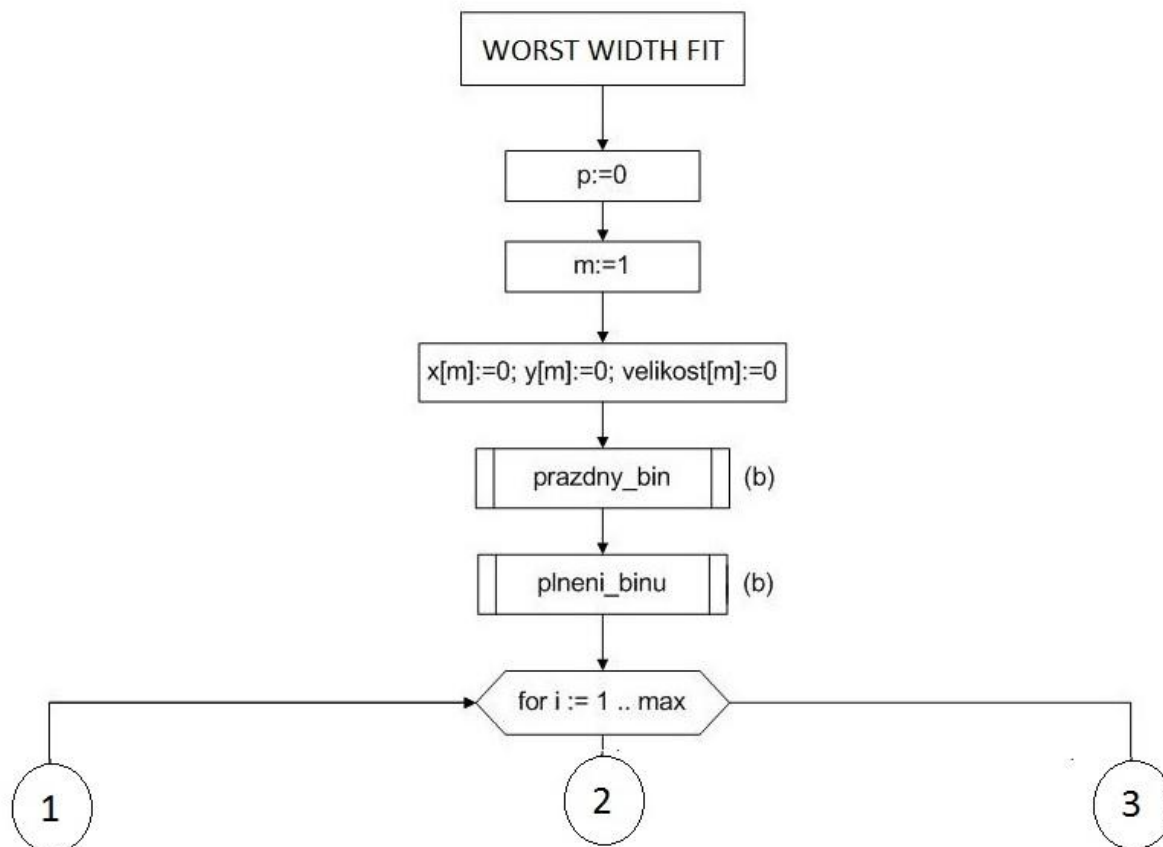 WORST WIDTH FIT
p:=0
m:=1
x[m]:=0; y[m]:=0; velikost[m]:=0
prazdny_bin (b)
plneni_binu (b)
for i := 1 .. max
1 2 3